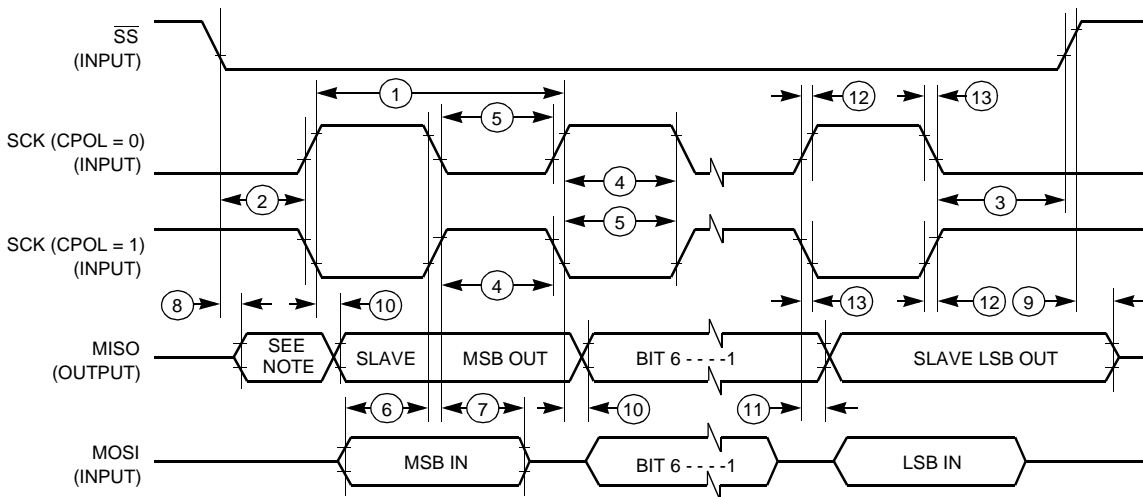 SS
(INPUT)
1
12
13
5
SCK (CPOL = 0)
(INPUT)
4
2
3
5
SCK (CPOL = 1)
(INPUT)
4
8
10
13
12
9
MISO
(OUTPUT)
SEE
NOTE
SLAVE
MSB OUT
BIT 6 - - - -1
SLAVE LSB OUT
6
7
10
11
MOSI
(INPUT)
MSB IN
BIT 6 - - - -1
LSB IN